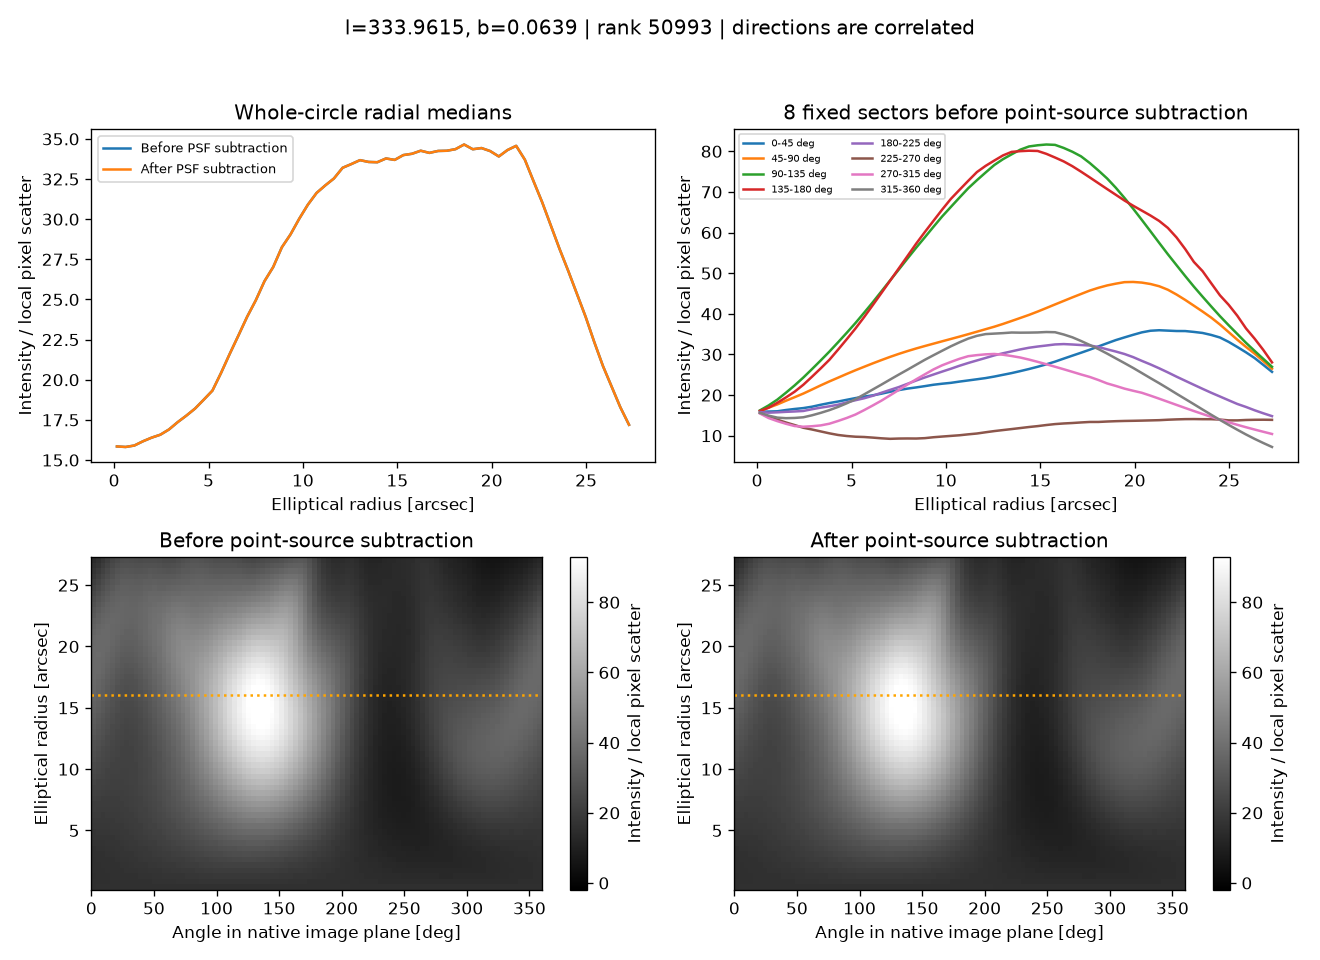 l=333.9615, b=0.0639 | rank 50993 | directions are correlated
Whole-circle radial medians
Intensity / local pixel scatter
35.0
32.5
30.0
27.5
25.0
22.5
20.0
17.5
15.0
Before PSF subtraction
After PSF subtraction
0 5 10 15 20 25
Elliptical radius [arcsec]
8 fixed sectors before point-source subtraction
Intensity / local pixel scatter
80
70
60
50
40
30
20
10
0-45 deg
45-90 deg
90-135 deg
135-180 deg
180-225 deg
225-270 deg
270-315 deg
315-360 deg
0 5 10 15 20 25
Elliptical radius [arcsec]
Before point-source subtraction
Elliptical radius [arcsec]
25
20
15
10
5
0 50 100 150 200 250 300 350
Angle in native image plane [deg]
80
60
40
20
0
Intensity / local pixel scatter
After point-source subtraction
Elliptical radius [arcsec]
25
20
15
10
5
0 50 100 150 200 250 300 350
Angle in native image plane [deg]
80
60
40
20
0
Intensity / local pixel scatter